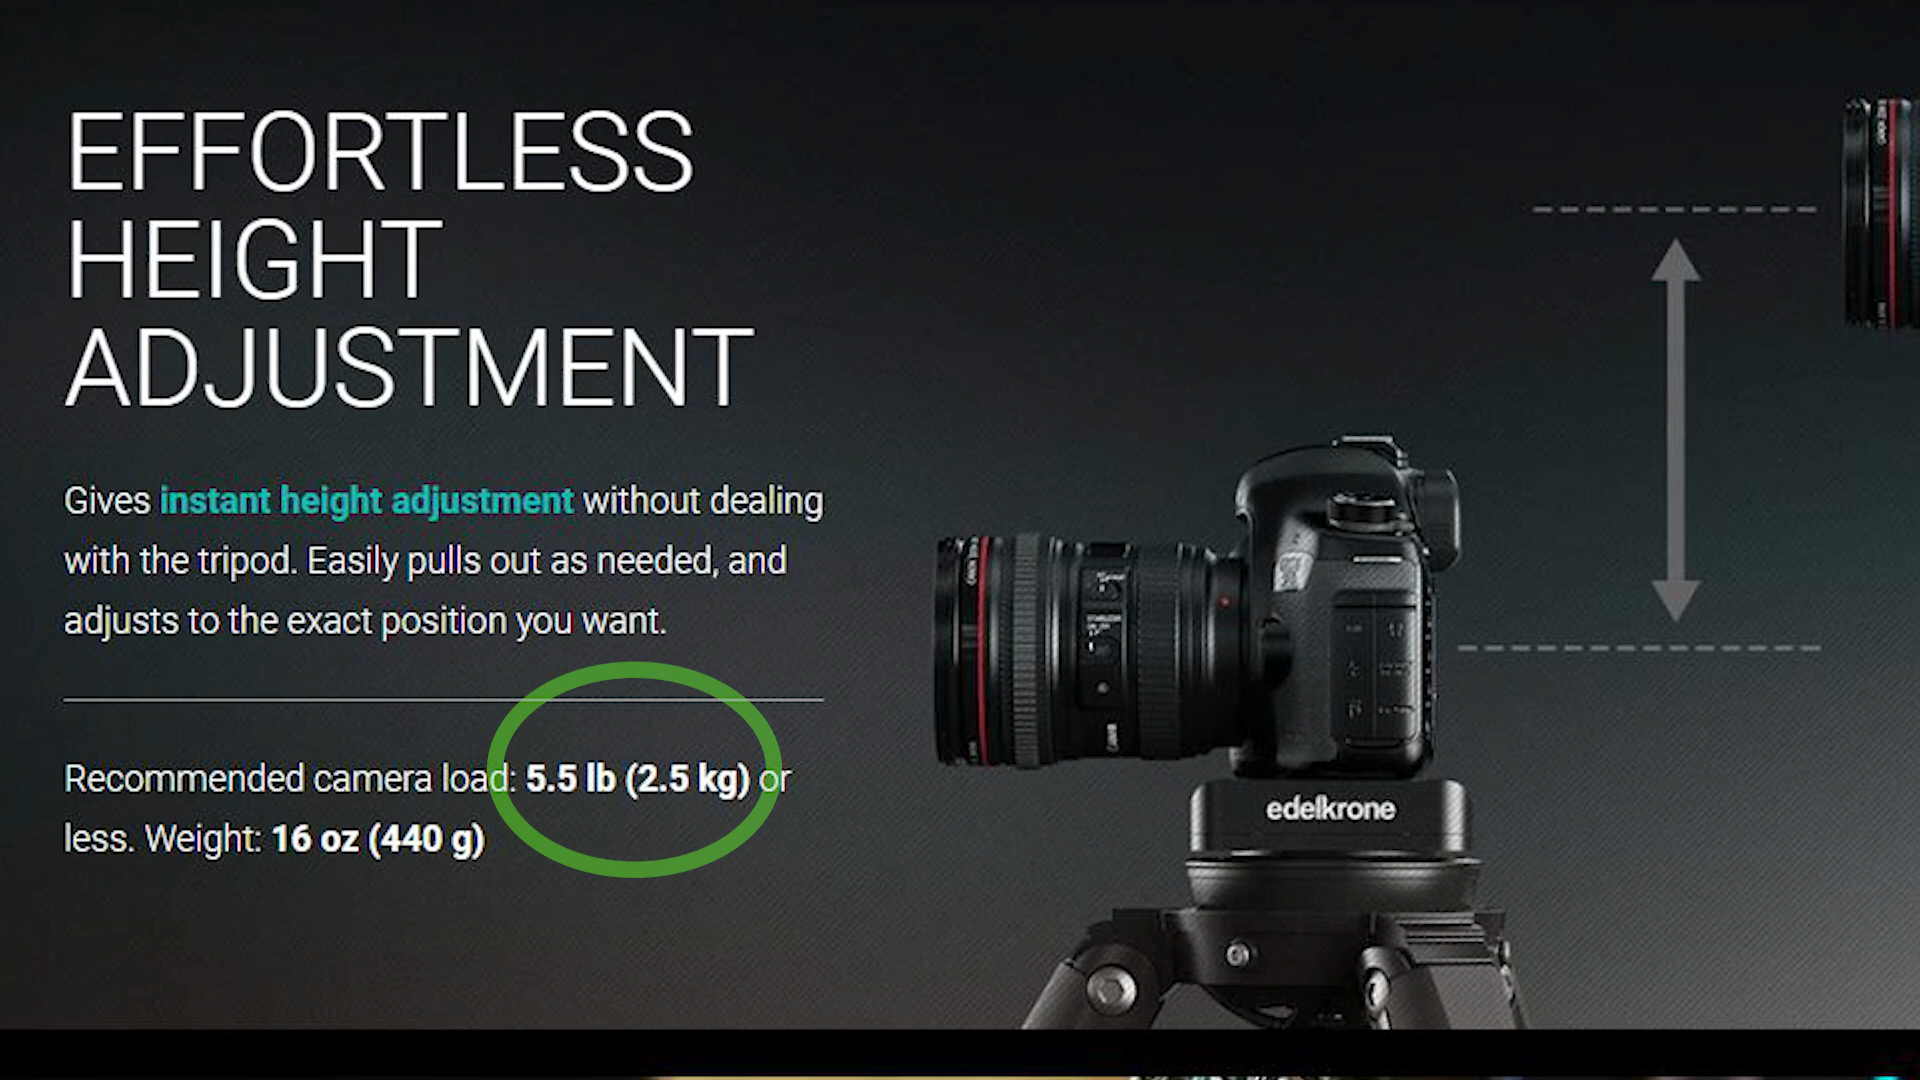 EFFORTLESS
HEIGHT
ADJUSTMENT
Gives instant height adjustment without dealing
with the tripod. Easily pulls out as needed, and
adjusts to the exact position you want.
Recommended camera load: 5.5 lb (2.5 kg) or
less. Weight: 16 oz (440 g)
edelkrone